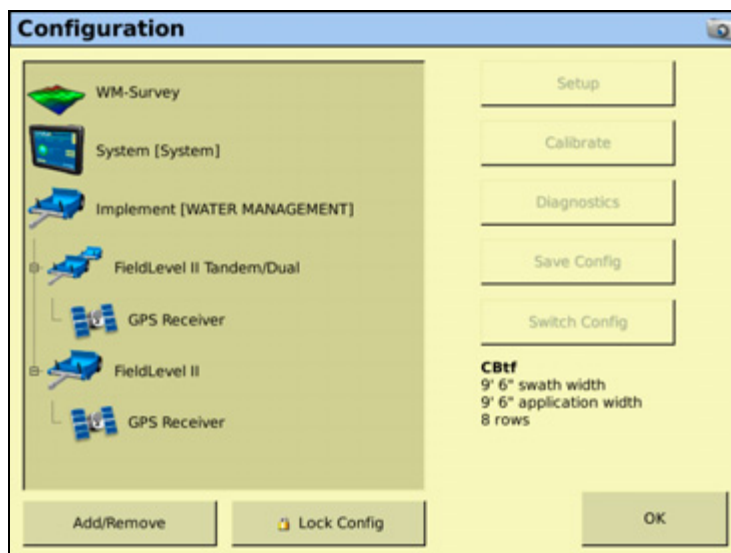 Configuration
WM-Survey
System [System]
Implement [WATER MANAGEMENT]
FieldLevel II Tandem/Dual
GPS Receiver
FieldLevel II
GPS Receiver
Setup
Calibrate
Diagnostics
Save Config
Switch Config
CBtf
9' 6" swath width
9' 6" application width
8 rows
Add/Remove
Lock Config
OK